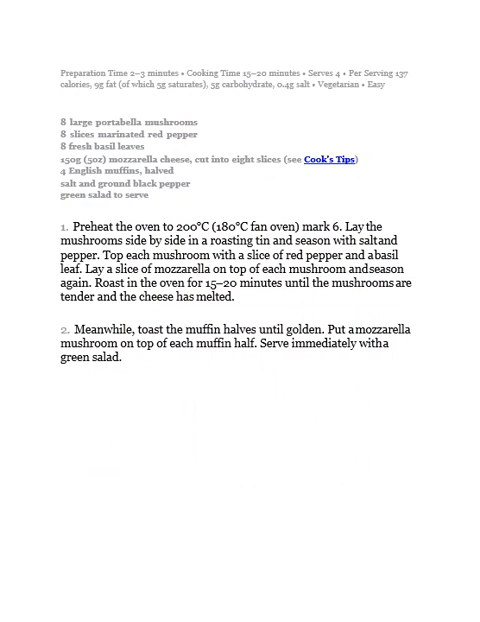 Preparation Time 2–3 minutes • Cooking Time 15–20 minutes • Serves 4 • Per Serving 137
calories, 9g fat (of which 5g saturates), 5g carbohydrate, 0.4g salt • Vegetarian • Easy
8 large portabella mushrooms
8 slices marinated red pepper
8 fresh basil leaves
150g (5oz) mozzarella cheese, cut into eight slices (see Cook's Tips)
4 English muffins, halved
salt and ground black pepper
green salad to serve
1. Preheat the oven to 200°C (180°C fan oven) mark 6. Lay the
mushrooms side by side in a roasting tin and season with saltand
pepper. Top each mushroom with a slice of red pepper and abasil
leaf. Lay a slice of mozzarella on top of each mushroom andseason
again. Roast in the oven for 15–20 minutes until the mushrooms are
tender and the cheese has melted.
2. Meanwhile, toast the muffin halves until golden. Put amozzarella
mushroom on top of each muffin half. Serve immediately witha
green salad.